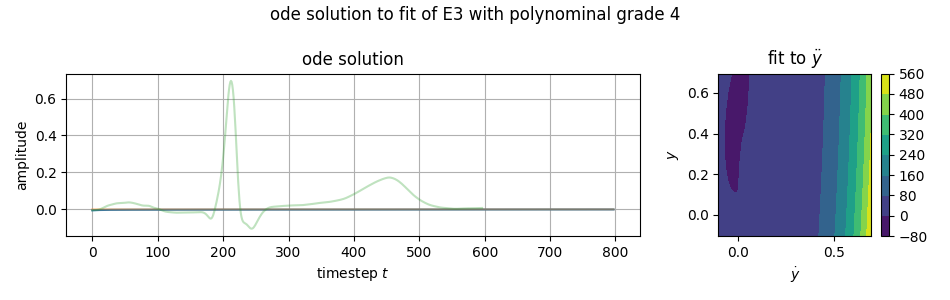 ode solution to fit of E3 with polynominal grade 4
ode solution
fit to ÿ
amplitude
0.6
0.4
0.2
0.0
0 100 200 300 400 500 600 700 800
timestep t
y
0.6
0.4
0.2
0.0
0.0 0.5
ẏ
560
480
400
320
240
160
80
0
−80